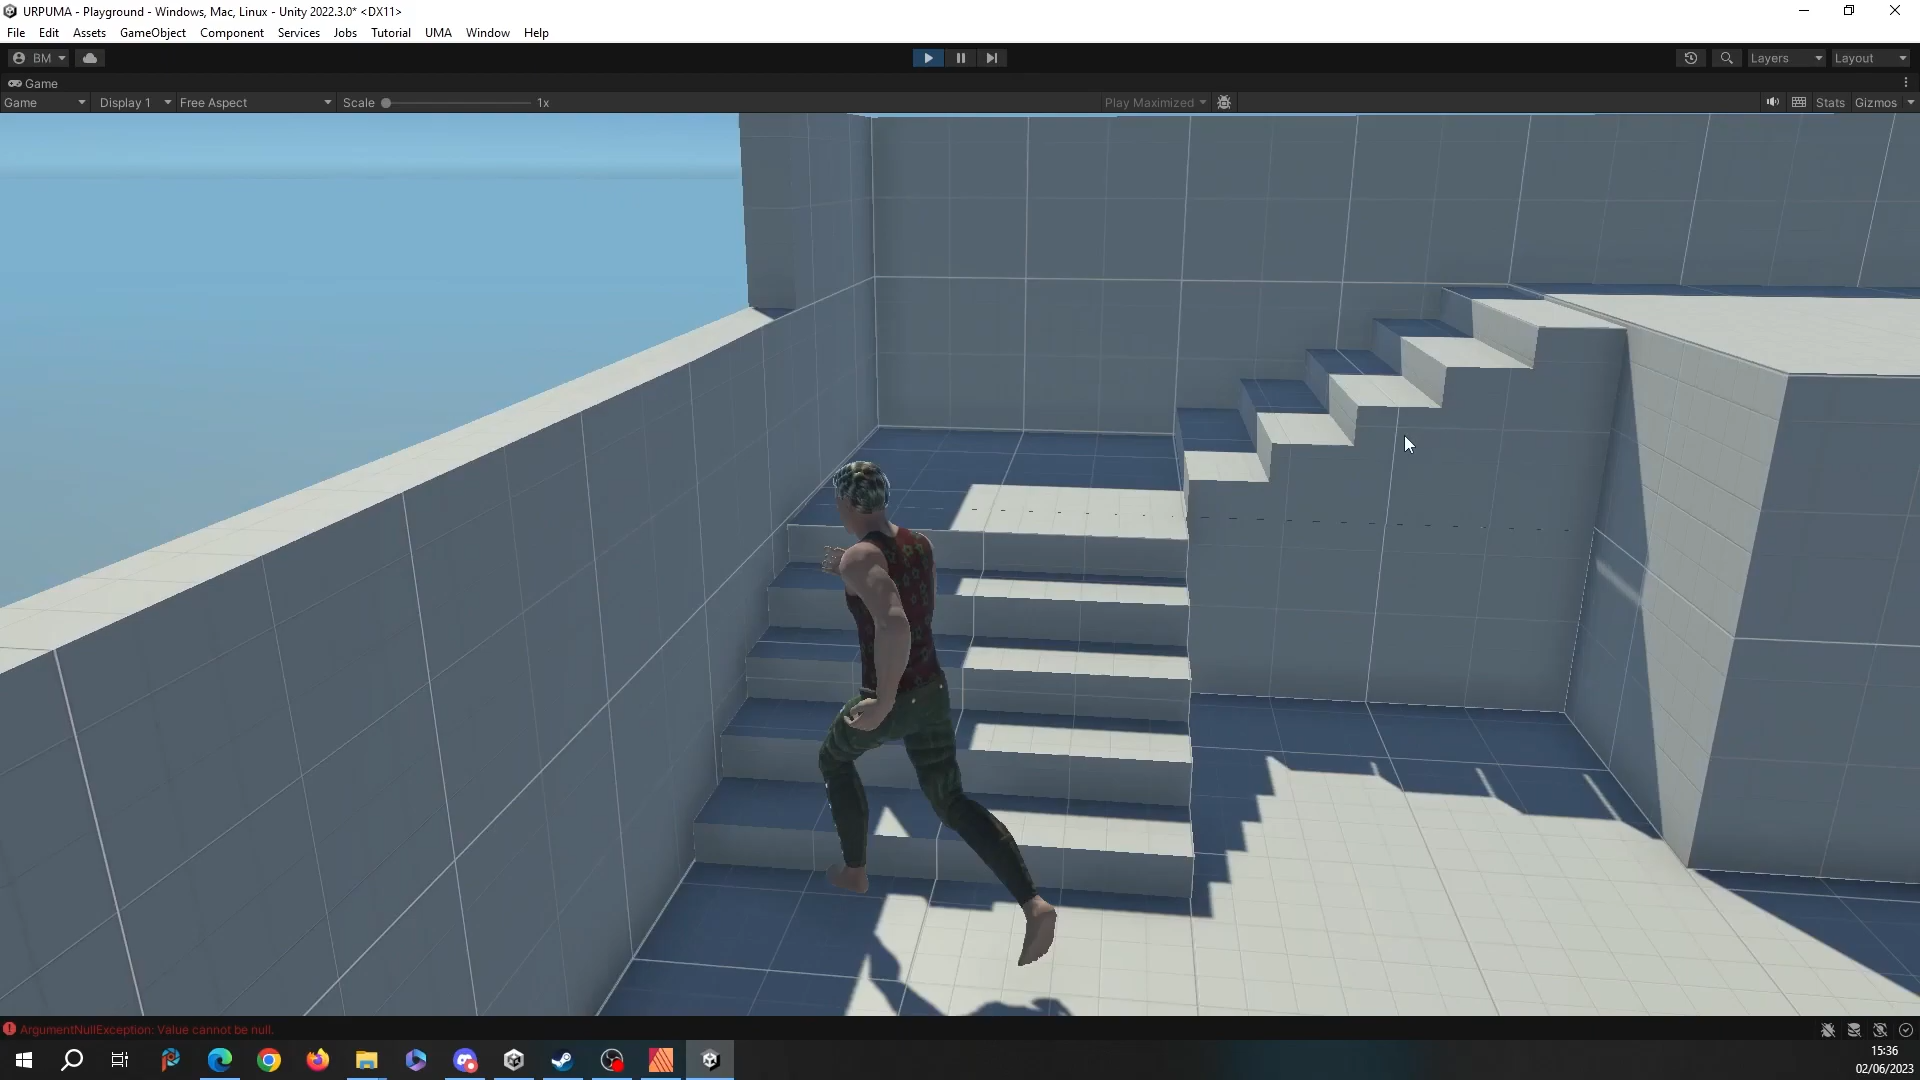 URPUMA - Playground - Windows, Mac, Linux - Unity 2022.3.0* <DX11>
File Edit Assets GameObject Component Services Jobs Tutorial UMA Window Help
BM Layers Layout
Game
Game Display 1 Free Aspect Scale 1x Play Maximized Stats Gizmos
ArgumentNullException: Value cannot be null.
15:36
02/06/2023